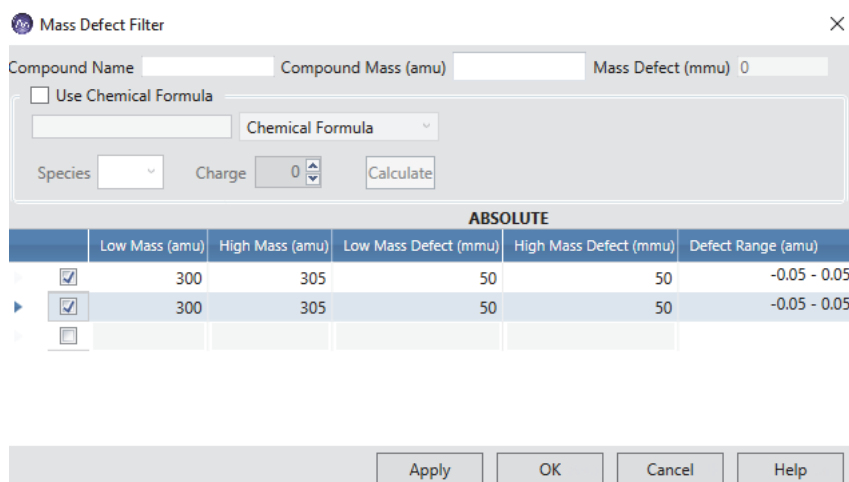 Mass Defect Filter
Compound Name Compound Mass (amu) Mass Defect (mmu) 0
Use Chemical Formula
Chemical Formula
Species Charge 0 Calculate
ABSOLUTE
Low Mass (amu) High Mass (amu) Low Mass Defect (mmu) High Mass Defect (mmu) Defect Range (amu)
300 305 50 50 -0.05 - 0.05
300 305 50 50 -0.05 - 0.05
Apply OK Cancel Help